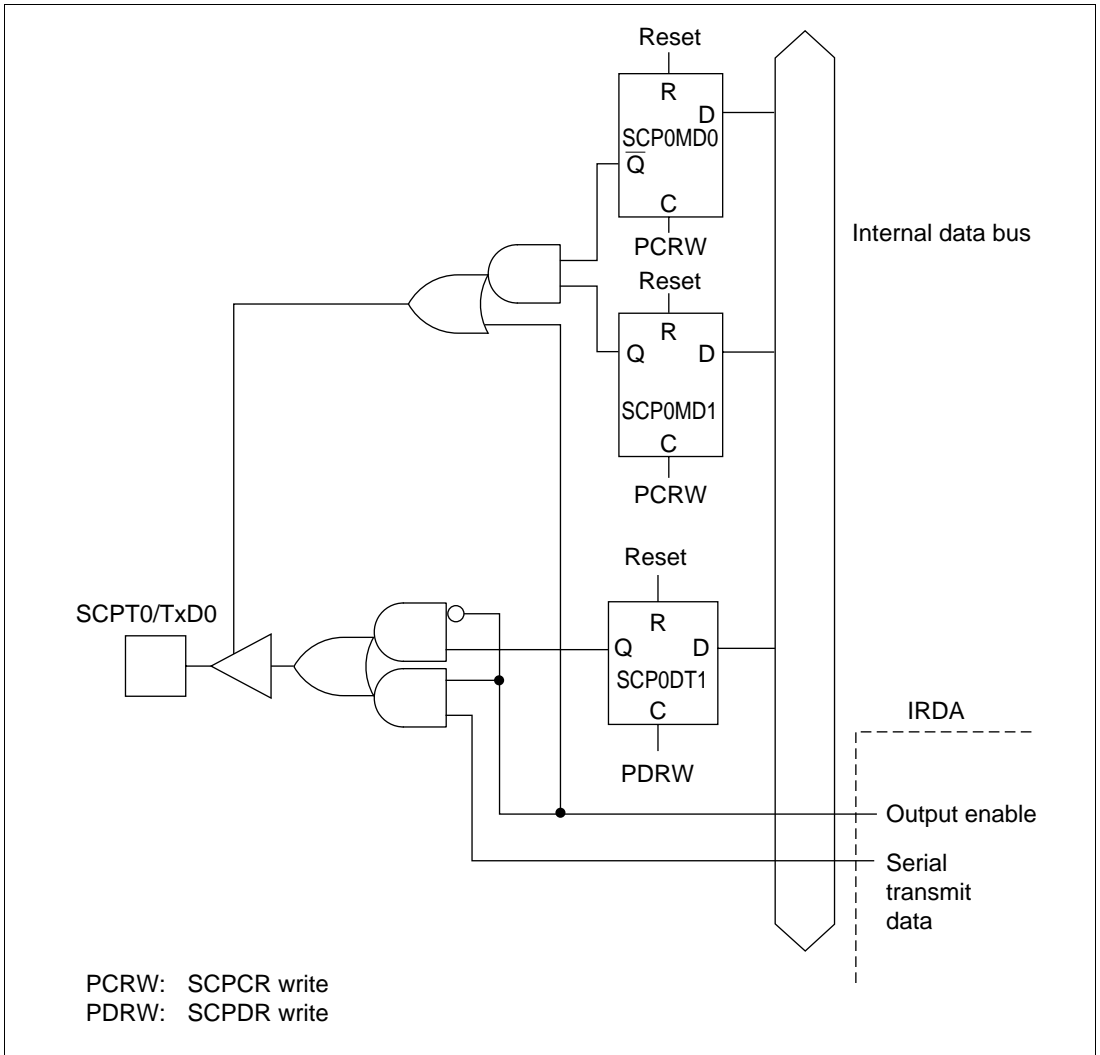 Reset
R
D
SCP0MD0
Q̅
C
PCRW
Internal data bus
Reset
R
Q D
SCP0MD1
C
PCRW
Reset
SCPT0/TxD0
R
Q D
SCP0DT1
C
IRDA
PDRW
Output enable
Serial
transmit
data
PCRW: SCPCR write
PDRW: SCPDR write